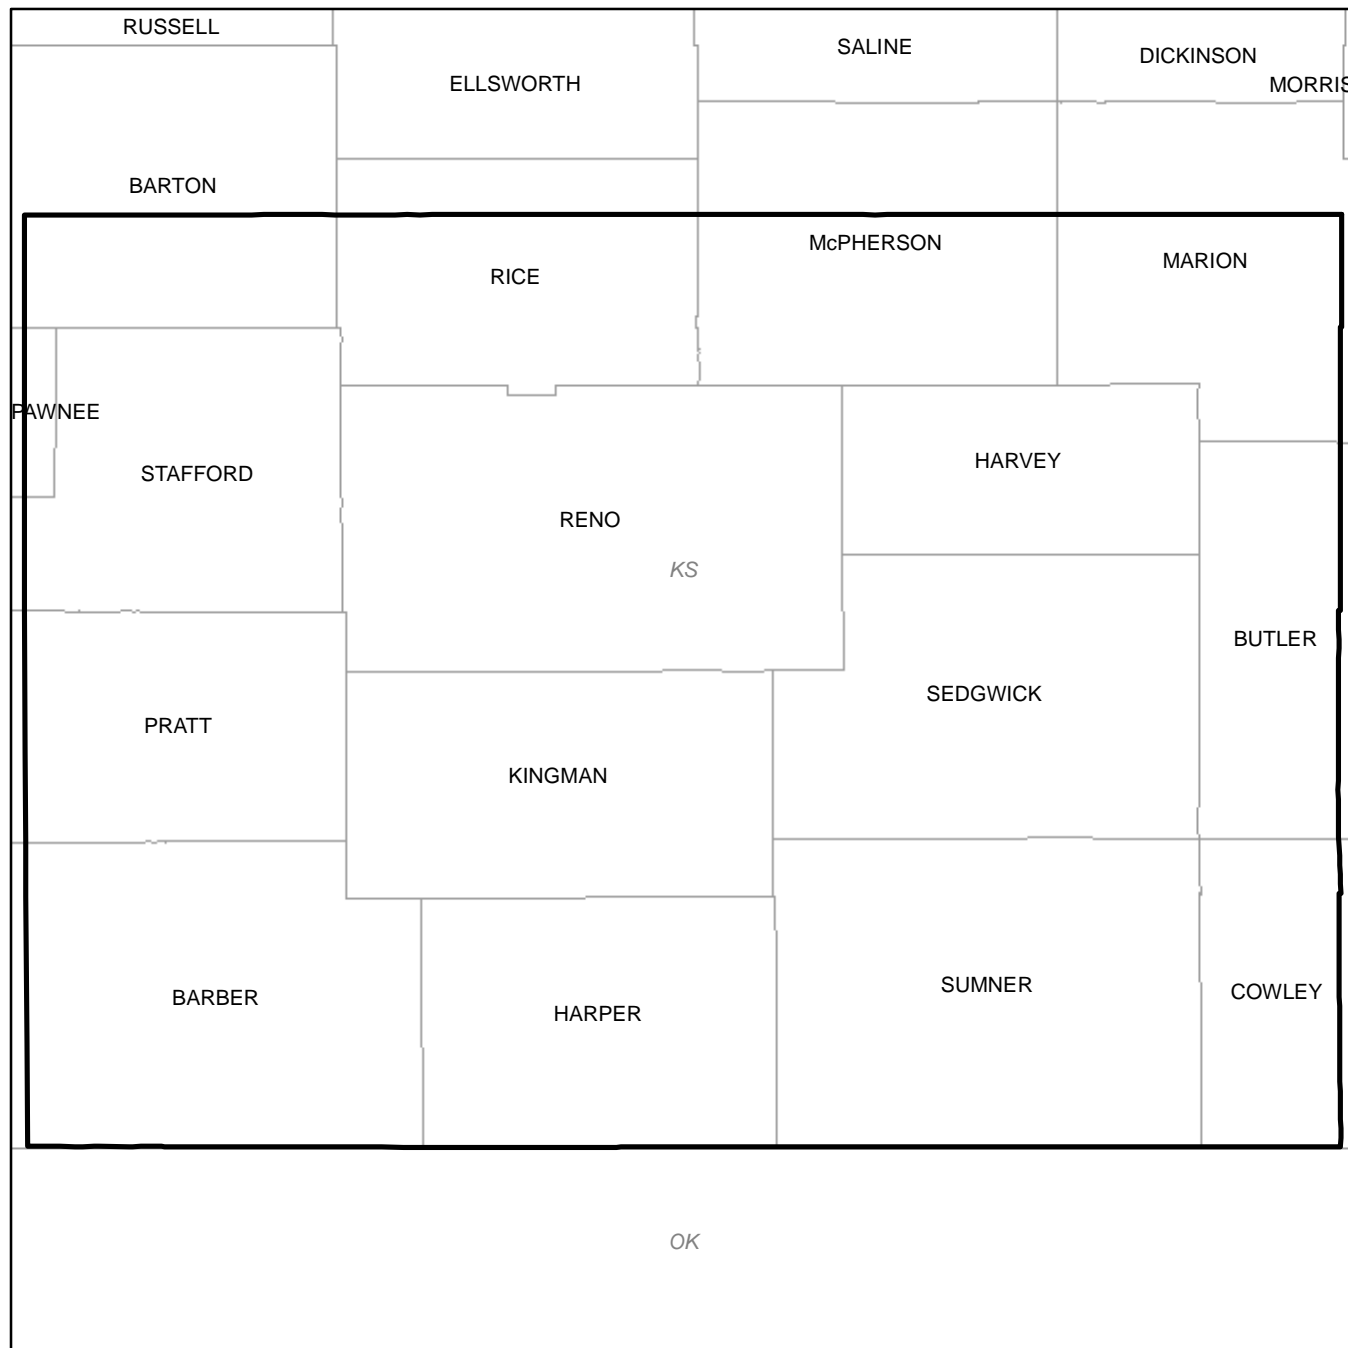 RUSSELL
SALINE
DICKINSON
ELLSWORTH
MORRIS
BARTON
McPHERSON
MARION
RICE
PAWNEE
HARVEY
STAFFORD
RENO
KS
BUTLER
SEDGWICK
PRATT
KINGMAN
SUMNER
COWLEY
BARBER
HARPER
OK